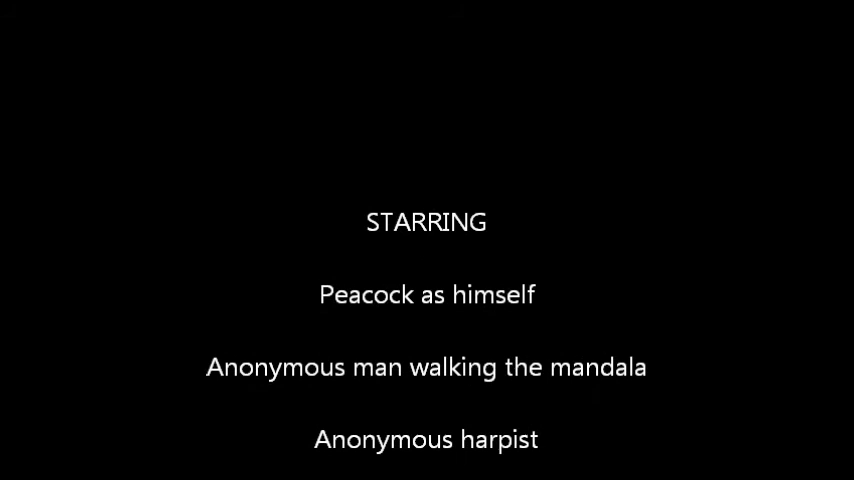 STARRING
Peacock as himself
Anonymous man walking the mandala
Anonymous harpist